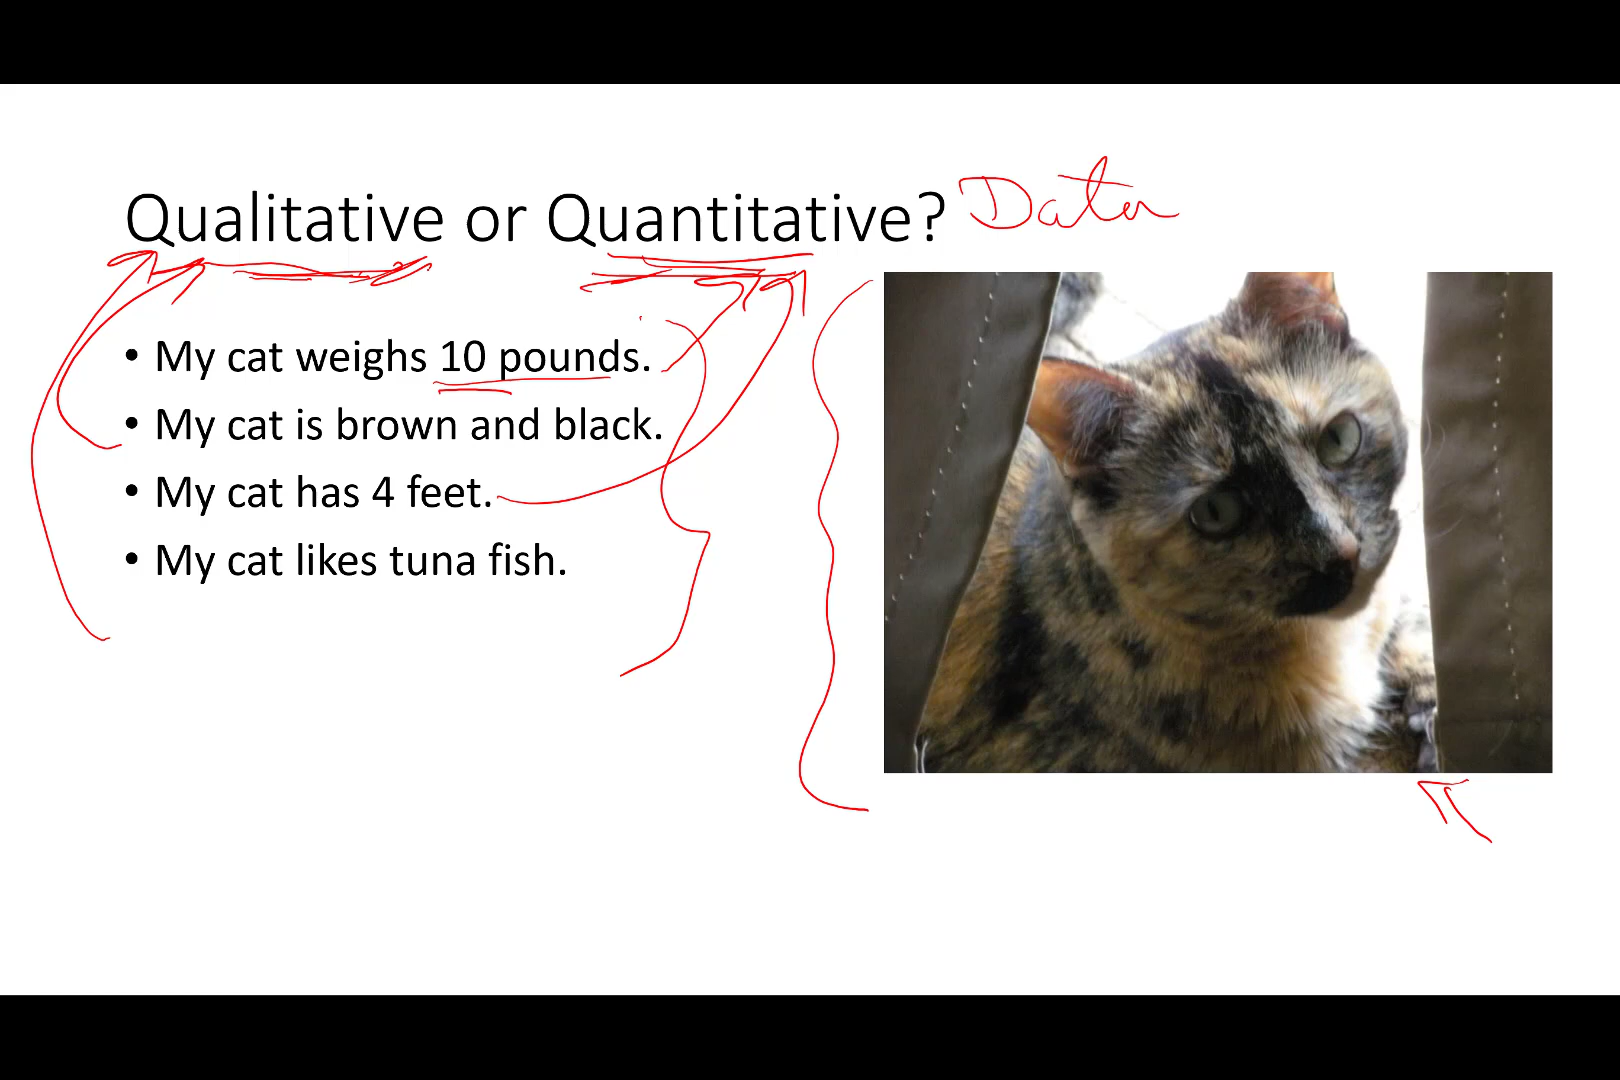 Qualitative or Quantitative? Data
• My cat weighs 10 pounds.
• My cat is brown and black.
• My cat has 4 feet.
• My cat likes tuna fish.